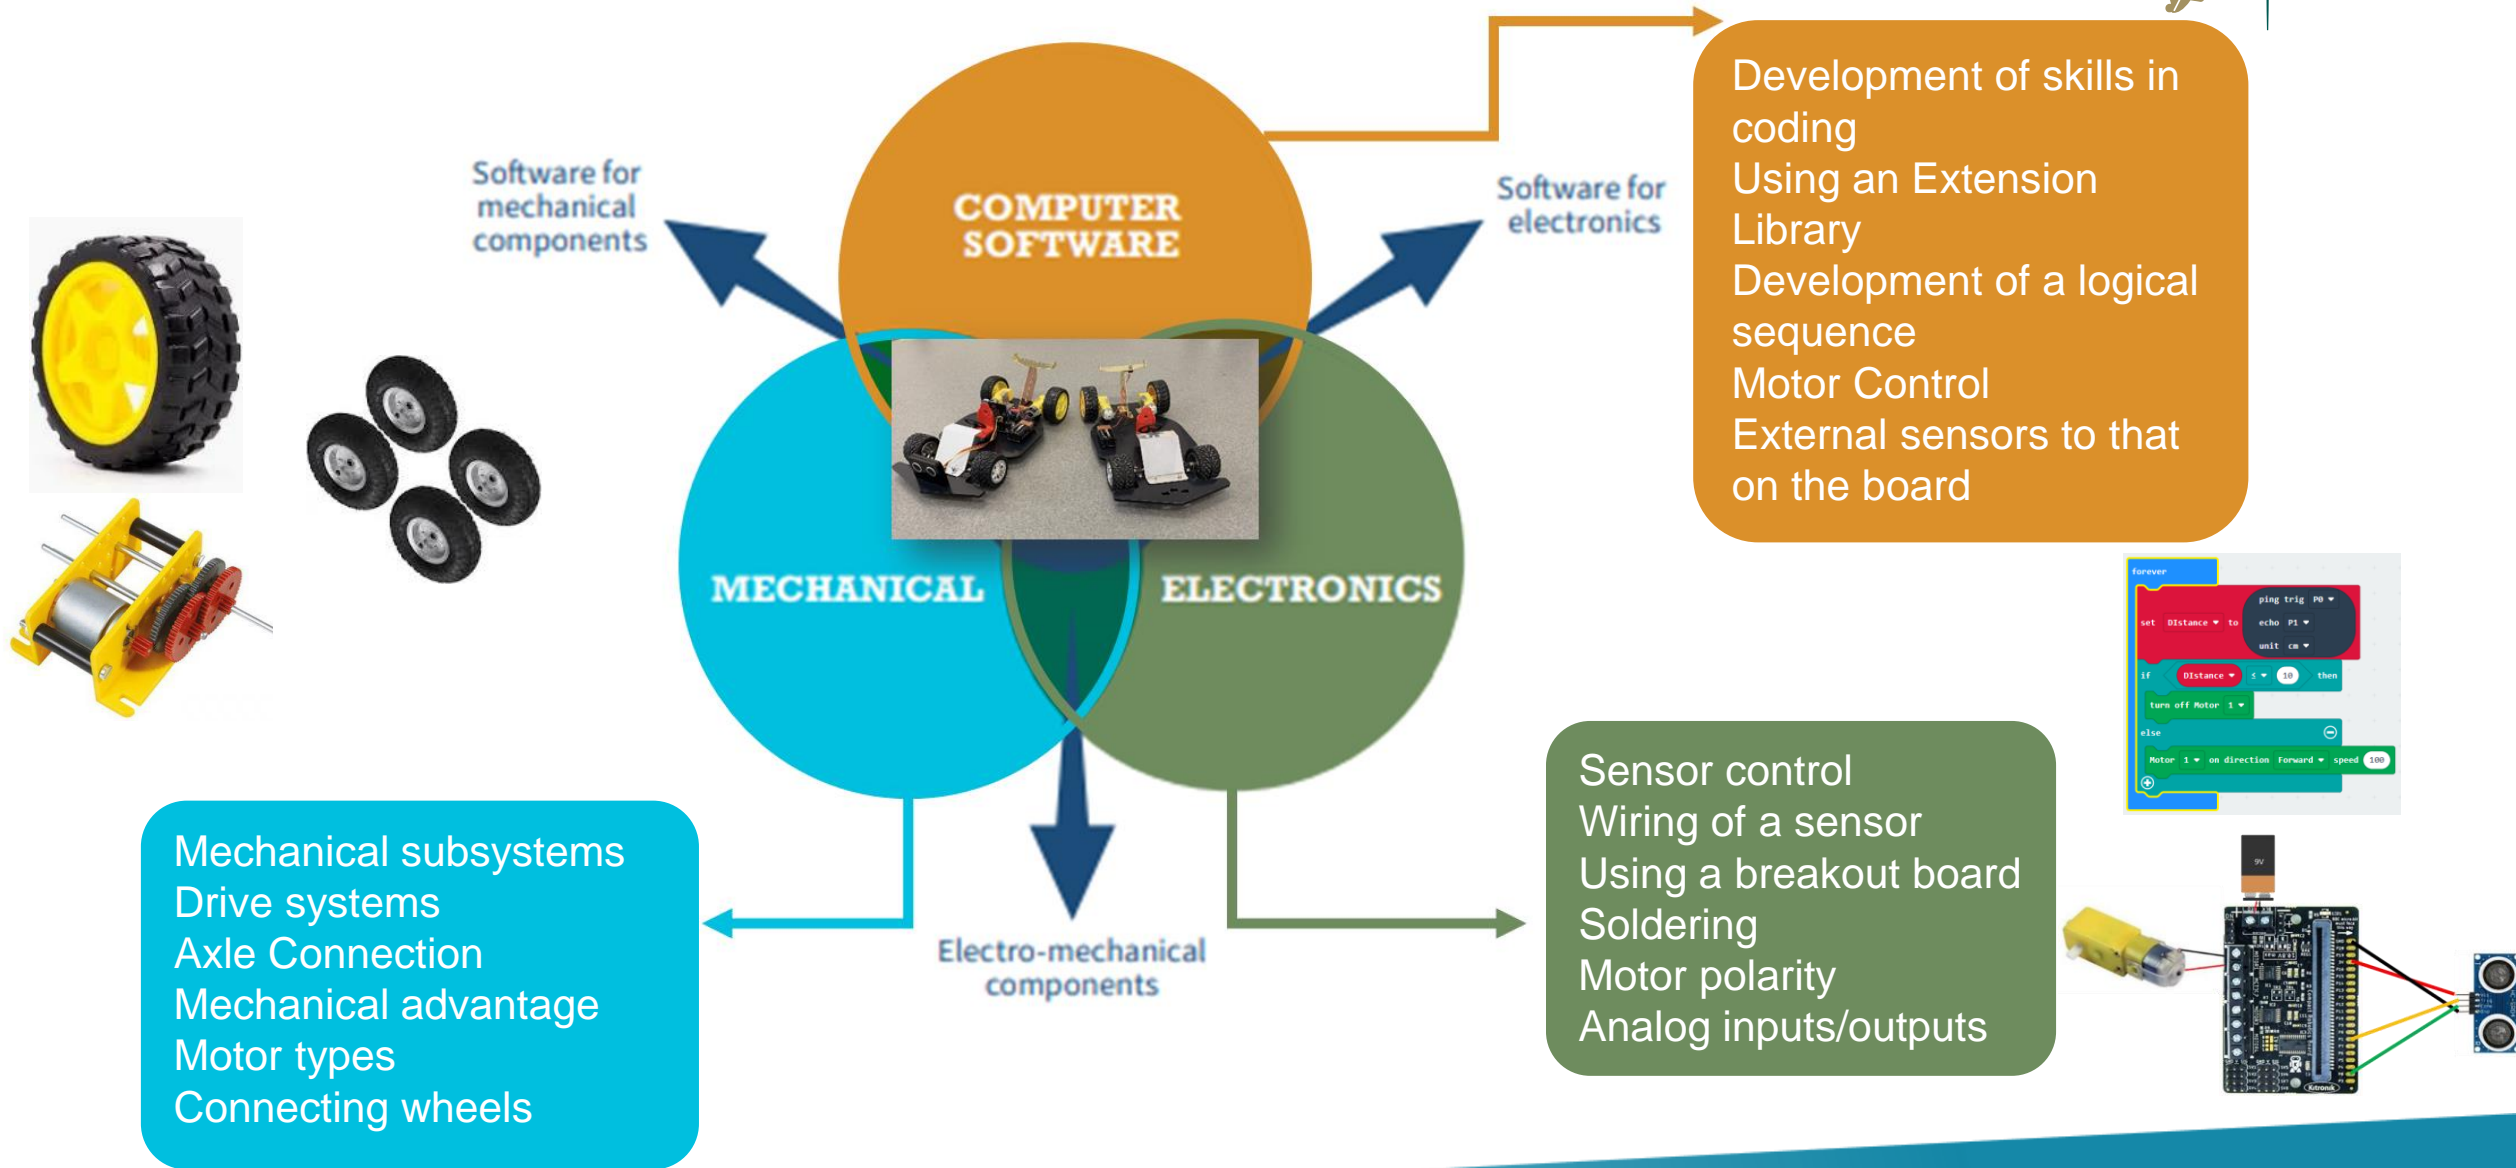 Development of skills in
coding
Using an Extension
Library
Development of a logical
sequence
Motor Control
External sensors to that
on the board
Software for
mechanical
components
COMPUTER
SOFTWARE
Software for
electronics
MECHANICAL
ELECTRONICS
forever
set DIstance to
ping trig P0
echo P1
unit cm
if DIstance ≤ 10 then
turn off Motor 1
else
Motor 1 on direction Forward speed 100
Mechanical subsystems
Drive systems
Axle Connection
Mechanical advantage
Motor types
Connecting wheels
Electro-mechanical
components
Sensor control
Wiring of a sensor
Using a breakout board
Soldering
Motor polarity
Analog inputs/outputs
9V
Kitronik